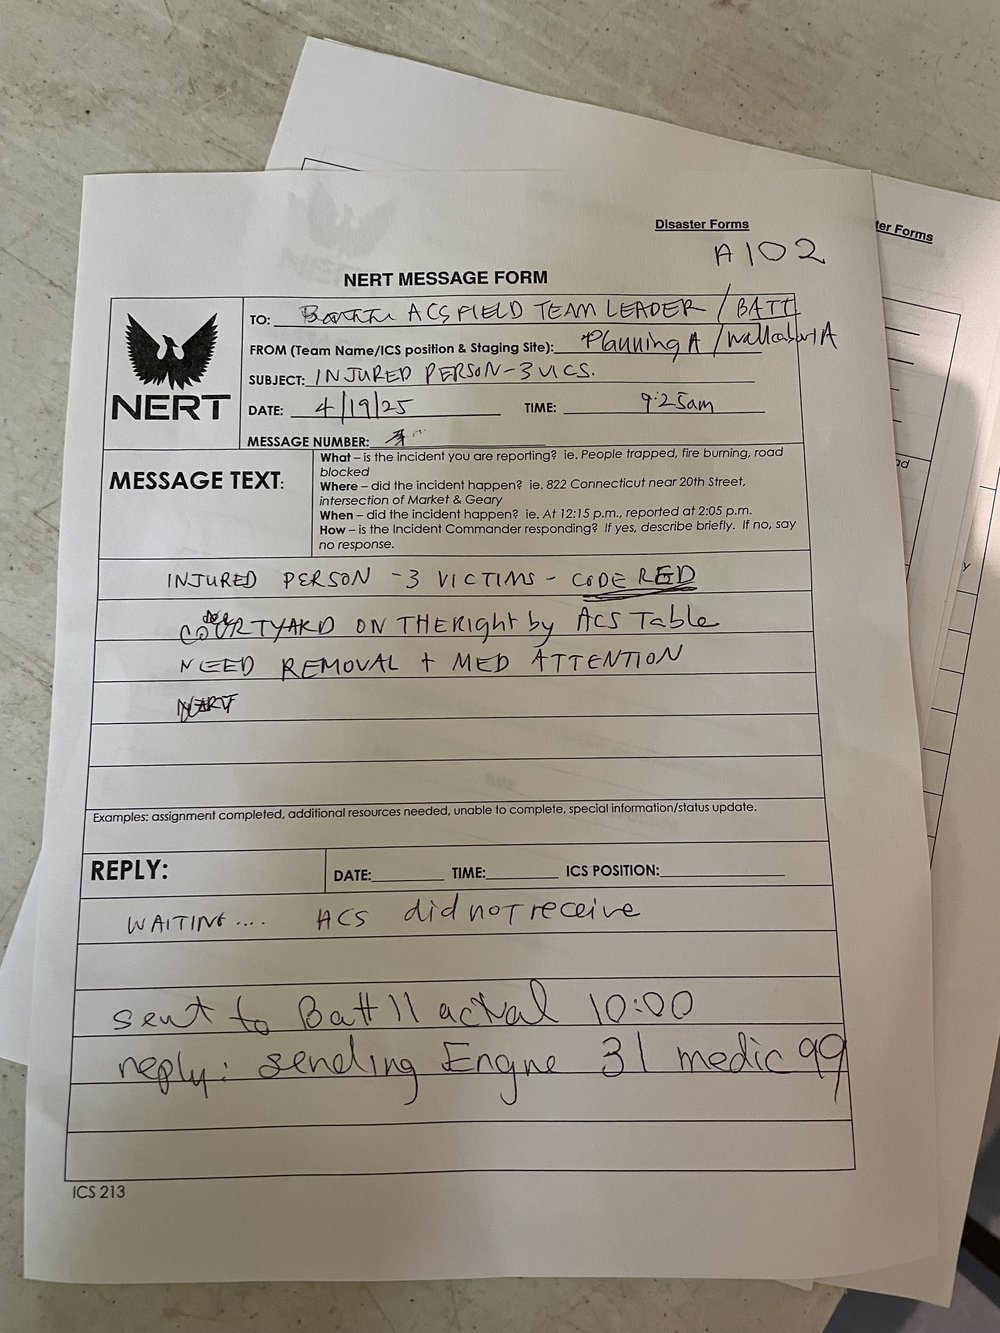 Disaster Forms
ter Forms
A102
NERT MESSAGE FORM
TO: ACS FIELD TEAM LEADER / BATT
FROM (Team Name/ICS position & Staging Site): Planning A /
SUBJECT: INJURED PERSON-3 VICS.
NERT
DATE: 4/19/25 TIME: 9:25am
MESSAGE NUMBER:
MESSAGE TEXT:
What – is the incident you are reporting? ie. People trapped, fire burning, road
blocked
Where – did the incident happen? ie. 822 Connecticut near 20th Street,
intersection of Market & Geary
When – did the incident happen? ie. At 12:15 p.m., reported at 2:05 p.m.
How – is the Incident Commander responding? If yes, describe briefly. If no, say
no response.
ad
y
INJURED PERSON -3 VICTIMS - CODE RED
COURTYARD ON THE Right by ACS Table
NEED REMOVAL + MED ATTENTION
Examples: assignment completed, additional resources needed, unable to complete, special information/status update.
REPLY: DATE: TIME: ICS POSITION:
WAITING.... ACS did not receive
sent to Batt 11 actual 10:00
reply: sending Engne 31 medic 99
ICS 213